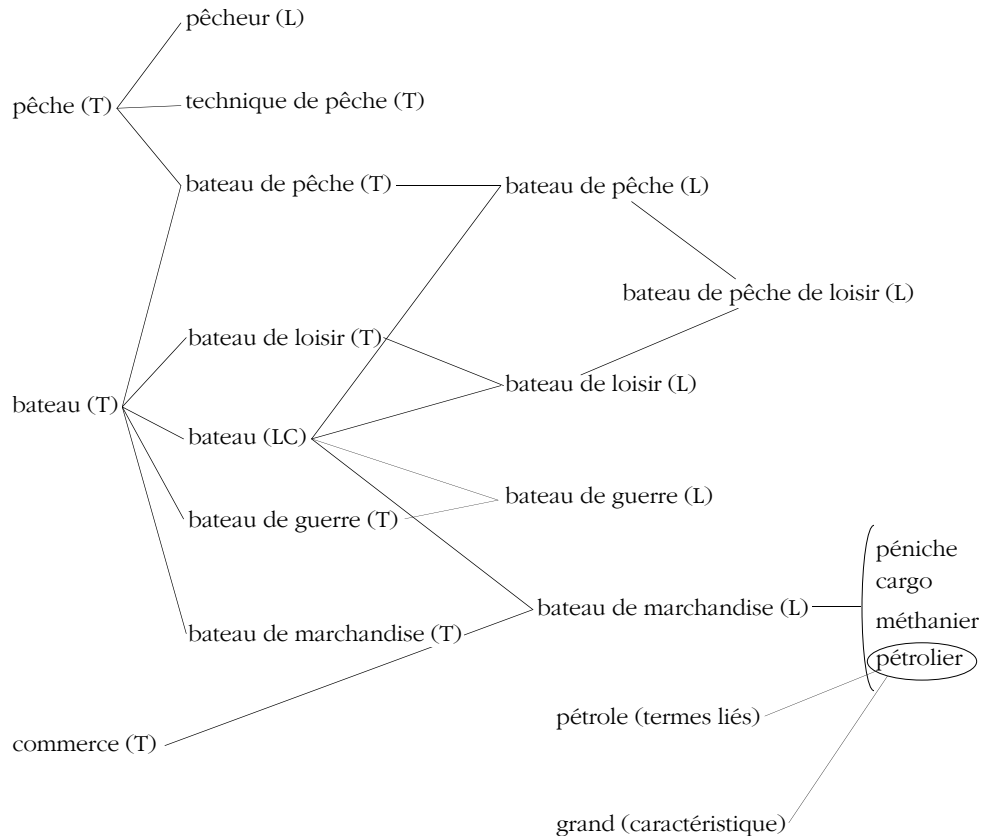 pêcheur (L)
pêche (T)
technique de pêche (T)
bateau de pêche (T)
bateau de pêche (L)
bateau de pêche de loisir (L)
bateau de loisir (T)
bateau de loisir (L)
bateau (T)
bateau (LC)
bateau de guerre (L)
bateau de guerre (T)
péniche
cargo
méthanier
pétrolier
bateau de marchandise (L)
bateau de marchandise (T)
pétrole (termes liés)
commerce (T)
grand (caractéristique)